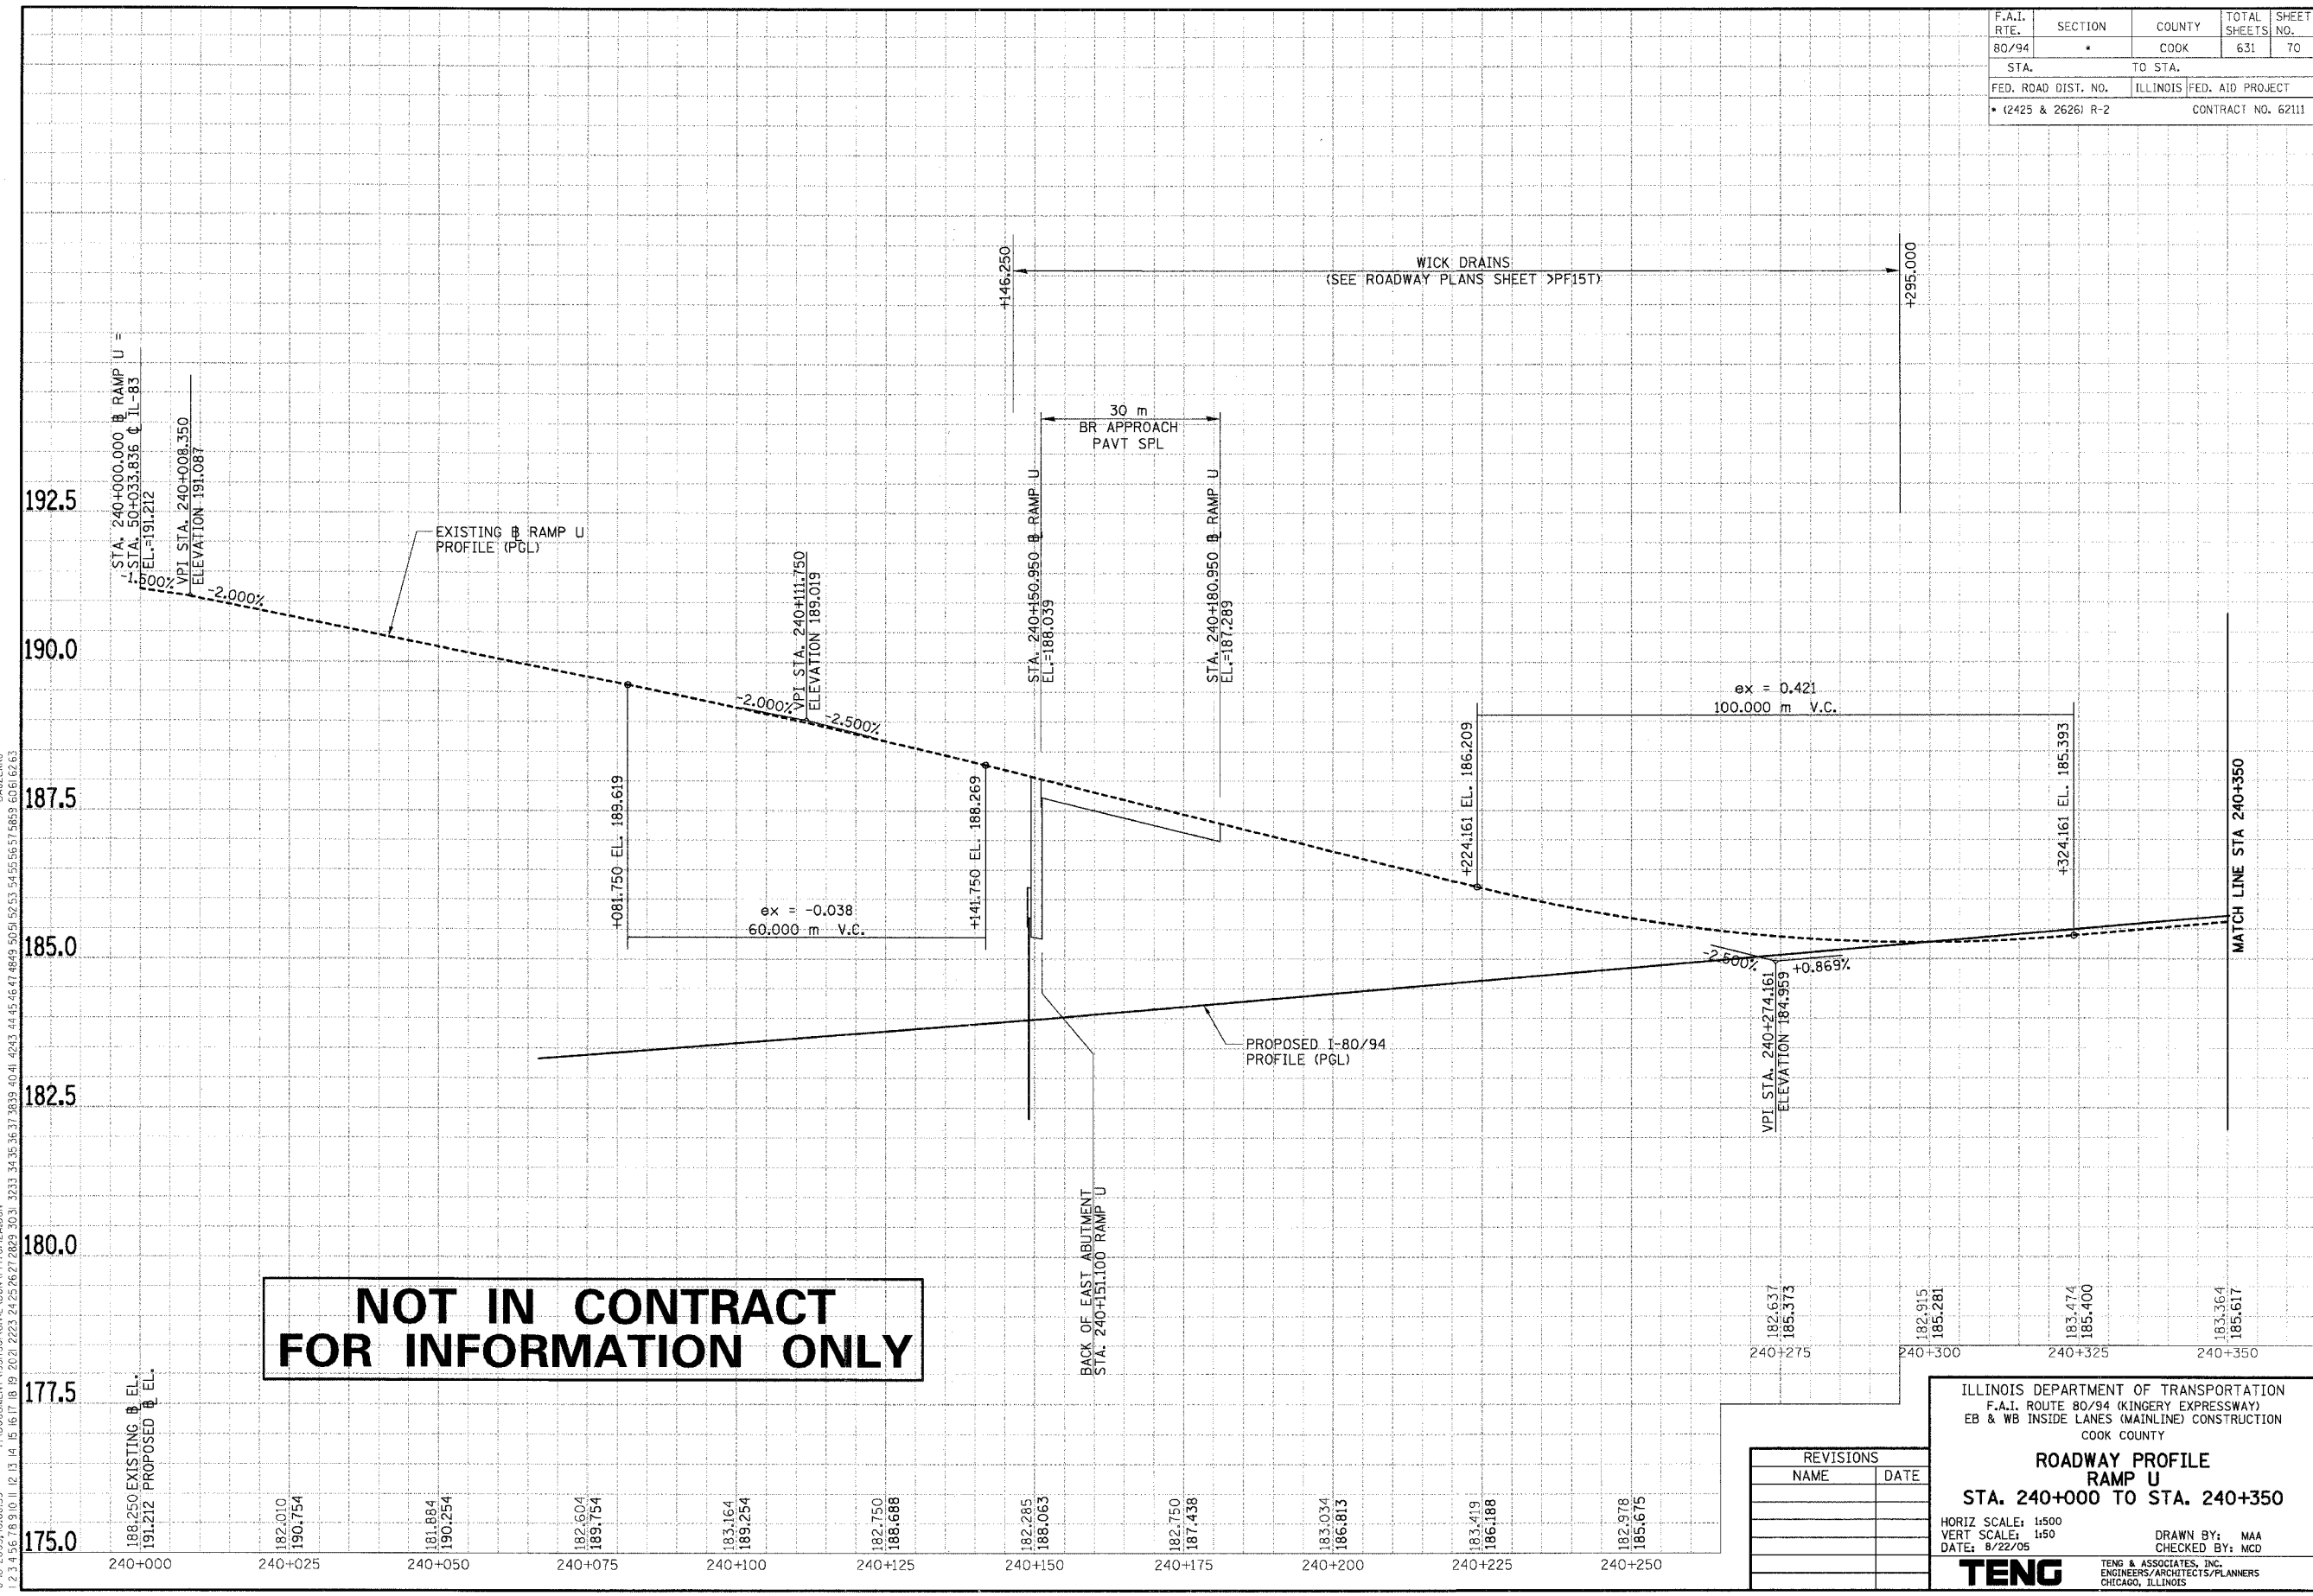 F.A.I. RTE. SECTION COUNTY TOTAL SHEETS SHEET NO.
80/94 * COOK 631 70
STA. TO STA.
FED. ROAD DIST. NO. ILLINOIS FED. AID PROJECT
* (2425 & 2626) R-2 CONTRACT NO. 62111
+146.250
WICK DRAINS
(SEE ROADWAY PLANS SHEET >PF15T)
+295.000
STA. 240+000.000 ℄ RAMP U =
STA. 50+033.836 ℄ IL-83
EL.=191.212
VPI STA. 240+008.350
ELEVATION 191.087
-1.500%
-2.000%
EXISTING RAMP U
PROFILE (PGL)
-2.000%
VPI STA. 240+111.750
ELEVATION 189.019
-2.500%
30 m
BR APPROACH
PAVT SPL
STA. 240+150.950 RAMP U
EL.=188.039
STA. 240+180.950 RAMP U
EL.=187.289
+081.750 EL. 189.619
ex = -0.038
60.000 m V.C.
+141.750 EL. 188.269
ex = 0.421
100.000 m V.C.
+224.161 EL. 186.209
+324.161 EL. 185.393
MATCH LINE STA 240+350
-2.500%
+0.869%
VPI STA. 240+274.161
ELEVATION 184.959
PROPOSED I-80/94
PROFILE (PGL)
BACK OF EAST ABUTMENT
STA. 240+151.100 RAMP U
192.5
190.0
187.5
185.0
182.5
180.0
177.5
175.0
NOT IN CONTRACT
FOR INFORMATION ONLY
188.250 EXISTING EL.
191.212 PROPOSED EL.
182.010
190.754
181.884
190.254
182.604
189.754
183.164
189.254
182.750
188.688
182.285
188.063
182.750
187.438
183.034
186.813
183.419
186.188
182.978
185.675
182.637
185.373
182.915
185.281
183.474
185.400
183.364
185.617
240+275 240+300 240+325 240+350
240+000 240+025 240+050 240+075 240+100 240+125 240+150 240+175 240+200 240+225 240+250
REVISIONS
NAME DATE
ILLINOIS DEPARTMENT OF TRANSPORTATION
F.A.I. ROUTE 80/94 (KINGERY EXPRESSWAY)
EB & WB INSIDE LANES (MAINLINE) CONSTRUCTION
COOK COUNTY
ROADWAY PROFILE
RAMP U
STA. 240+000 TO STA. 240+350
HORIZ SCALE: 1:500
VERT SCALE: 1:50
DATE: 8/22/05
DRAWN BY: MAA
CHECKED BY: MCD
TENG
TENG & ASSOCIATES, INC.
ENGINEERS/ARCHITECTS/PLANNERS
CHICAGO, ILLINOIS